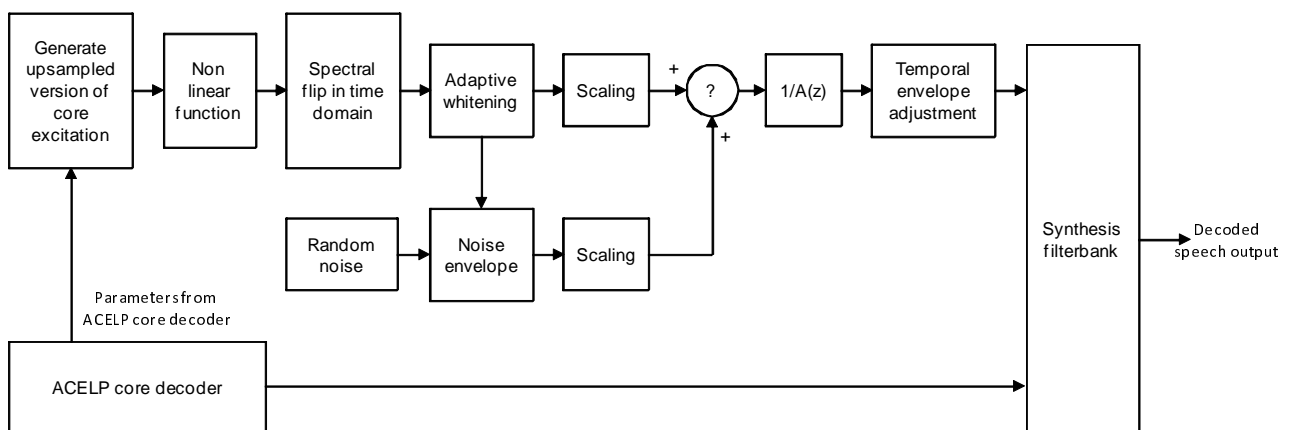 Generate
upsampled
version of
core
excitation
Non
linear
function
Spectral
flip in time
domain
Adaptive
whitening
Scaling
+
?
+
1/A(z)
Temporal
envelope
adjustment
Random
noise
Noise
envelope
Scaling
Synthesis
filterbank
Decoded
speech output
Parameters from
ACELP core decoder
ACELP core decoder